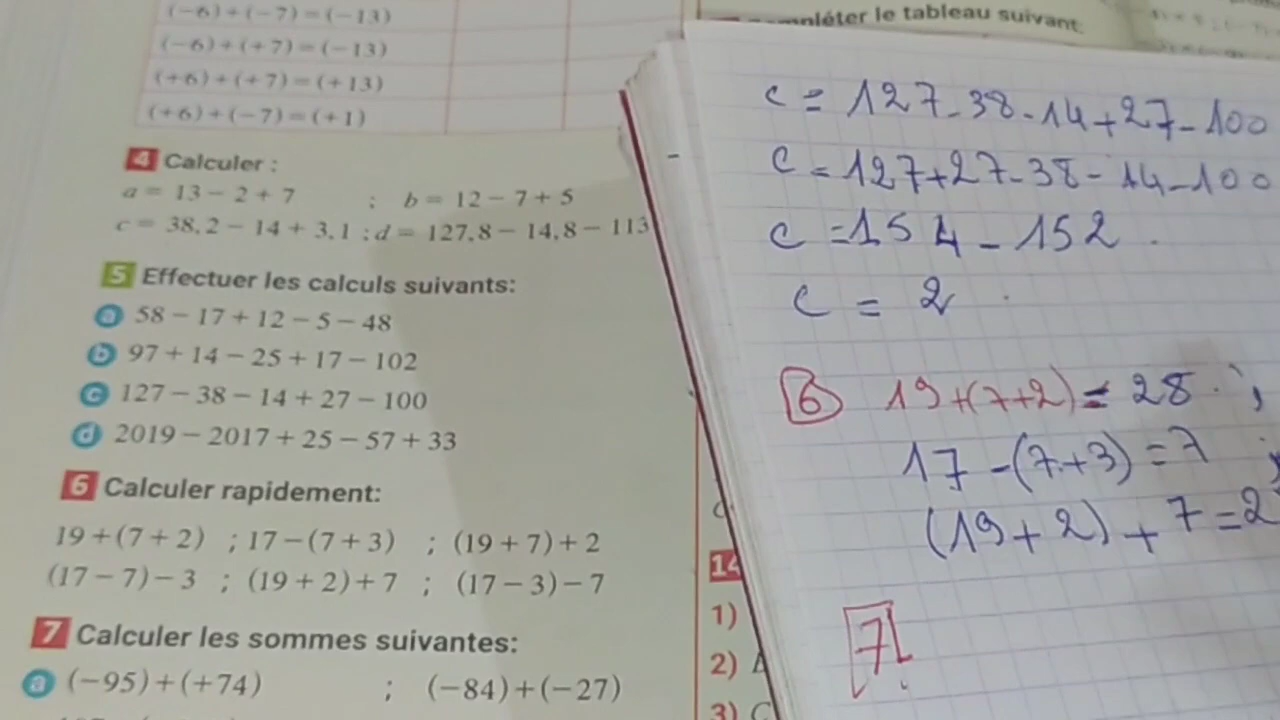 (−6)+(−7)=(−13)
(−6)+(+7)=(−13)
(+6)+(+7)=(+13)
(+6)+(−7)=(+1)
4 Calculer :
a = 13 − 2 + 7 ; b = 12 − 7 + 5
c = 38,2 − 14 + 3,1 ; d = 127,8 − 14,8 − 113
5 Effectuer les calculs suivants:
a 58 − 17 + 12 − 5 − 48
b 97 + 14 − 25 + 17 − 102
c 127 − 38 − 14 + 27 − 100
d 2019 − 2017 + 25 − 57 + 33
6 Calculer rapidement:
19 + (7 + 2) ; 17 − (7 + 3) ; (19 + 7) + 2
(17 − 7) − 3 ; (19 + 2) + 7 ; (17 − 3) − 7
7 Calculer les sommes suivantes:
a (−95)+(+74) ; (−84)+(−27)
le tableau suivant
14
1)
2)
3) C
c = 127 - 38 - 14 + 27 - 100
c = 127 + 27 - 38 - 14 - 100
c = 154 - 152
c = 2
6 19 + (7+2) = 28 ;
17 - (7+3) = 7 ;
(19 + 2) + 7 = 2
7